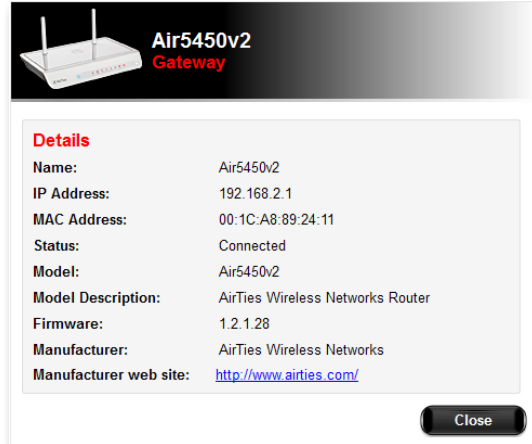 Air5450v2
Gateway
Details
Name: Air5450v2
IP Address: 192.168.2.1
MAC Address: 00:1C:A8:89:24:11
Status: Connected
Model: Air5450v2
Model Description: AirTies Wireless Networks Router
Firmware: 1.2.1.28
Manufacturer: AirTies Wireless Networks
Manufacturer web site: http://www.airties.com/
Close